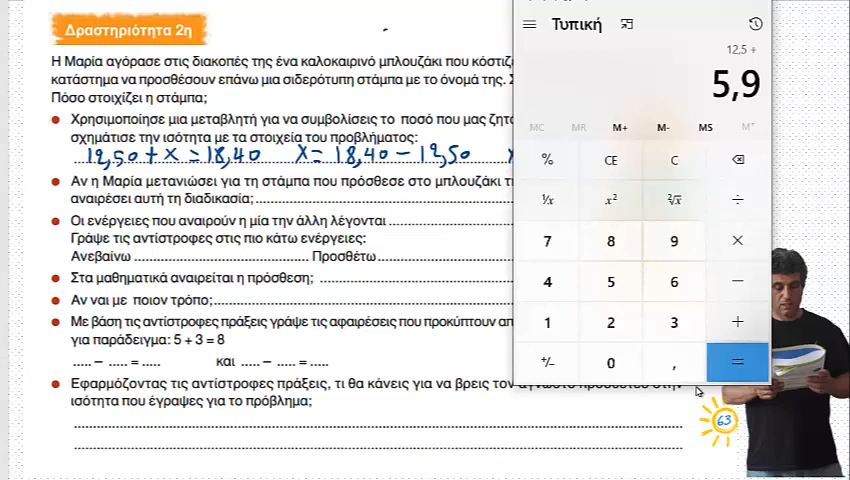 Δραστηριότητα 2η
Η Μαρία αγόρασε στις διακοπές της ένα καλοκαιρινό μπλουζάκι που κόστιζε
κατάστημα να προσθέσουν επάνω μια σιδερότυπη στάμπα με το όνομά της.
Πόσο στοιχίζει η στάμπα;
Χρησιμοποίησε μια μεταβλητή για να συμβολίσεις το ποσό που μας
σχημάτισε την ισότητα με τα στοιχεία του προβλήματος:
12,50 + x = 18,40 x = 18,40 - 12,50
Αν η Μαρία μετανιώσει για τη στάμπα που πρόσθεσε στο μπλουζάκι
αναιρέσει αυτή τη διαδικασία;
Οι ενέργειες που αναιρούν η μία την άλλη λέγονται
Γράψε τις αντίστροφες στις πιο κάτω ενέργειες:
Ανεβαίνω Προσθέτω
Στα μαθηματικά αναιρείται η πρόσθεση;
Αν ναι με ποιον τρόπο;
Με βάση τις αντίστροφες πράξεις γράψε τις αφαιρέσεις που προκύπτουν
για παράδειγμα: 5 + 3 = 8
..... – ..... = ..... και ..... – ..... = .....
Εφαρμόζοντας τις αντίστροφες πράξεις, τι θα κάνεις για να βρεις τον
ισότητα που έγραψες για το πρόβλημα;
63
Τυπική
12,5 ÷
5,9
MC MR M+ M- MS M˅
% CE C
¹/x x² ²√x ÷
7 8 9 ×
4 5 6 −
1 2 3 +
+/− 0 , =